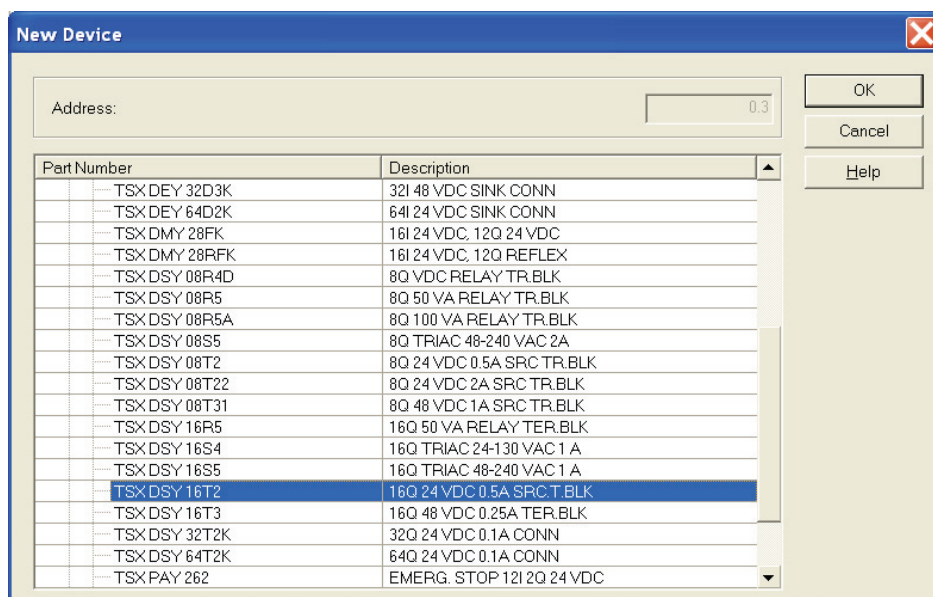 New Device
Address: 0.3
OK
Cancel
Help
Part Number Description
TSX DEY 32D3K 32I 48 VDC SINK CONN
TSX DEY 64D2K 64I 24 VDC SINK CONN
TSX DMY 28FK 16I 24 VDC, 12Q 24 VDC
TSX DMY 28RFK 16I 24 VDC, 12Q REFLEX
TSX DSY 08R4D 8Q VDC RELAY TR.BLK
TSX DSY 08R5 8Q 50 VA RELAY TR.BLK
TSX DSY 08R5A 8Q 100 VA RELAY TR.BLK
TSX DSY 08S5 8Q TRIAC 48-240 VAC 2A
TSX DSY 08T2 8Q 24 VDC 0.5A SRC TR.BLK
TSX DSY 08T22 8Q 24 VDC 2A SRC TR.BLK
TSX DSY 08T31 8Q 48 VDC 1A SRC TR.BLK
TSX DSY 16R5 16Q 50 VA RELAY TER.BLK
TSX DSY 16S4 16Q TRIAC 24-130 VAC 1 A
TSX DSY 16S5 16Q TRIAC 48-240 VAC 1 A
TSX DSY 16T2 16Q 24 VDC 0.5A SRC.T.BLK
TSX DSY 16T3 16Q 48 VDC 0.25A TER.BLK
TSX DSY 32T2K 32Q 24 VDC 0.1A CONN
TSX DSY 64T2K 64Q 24 VDC 0.1A CONN
TSX PAY 262 EMERG. STOP 12I 2Q 24 VDC